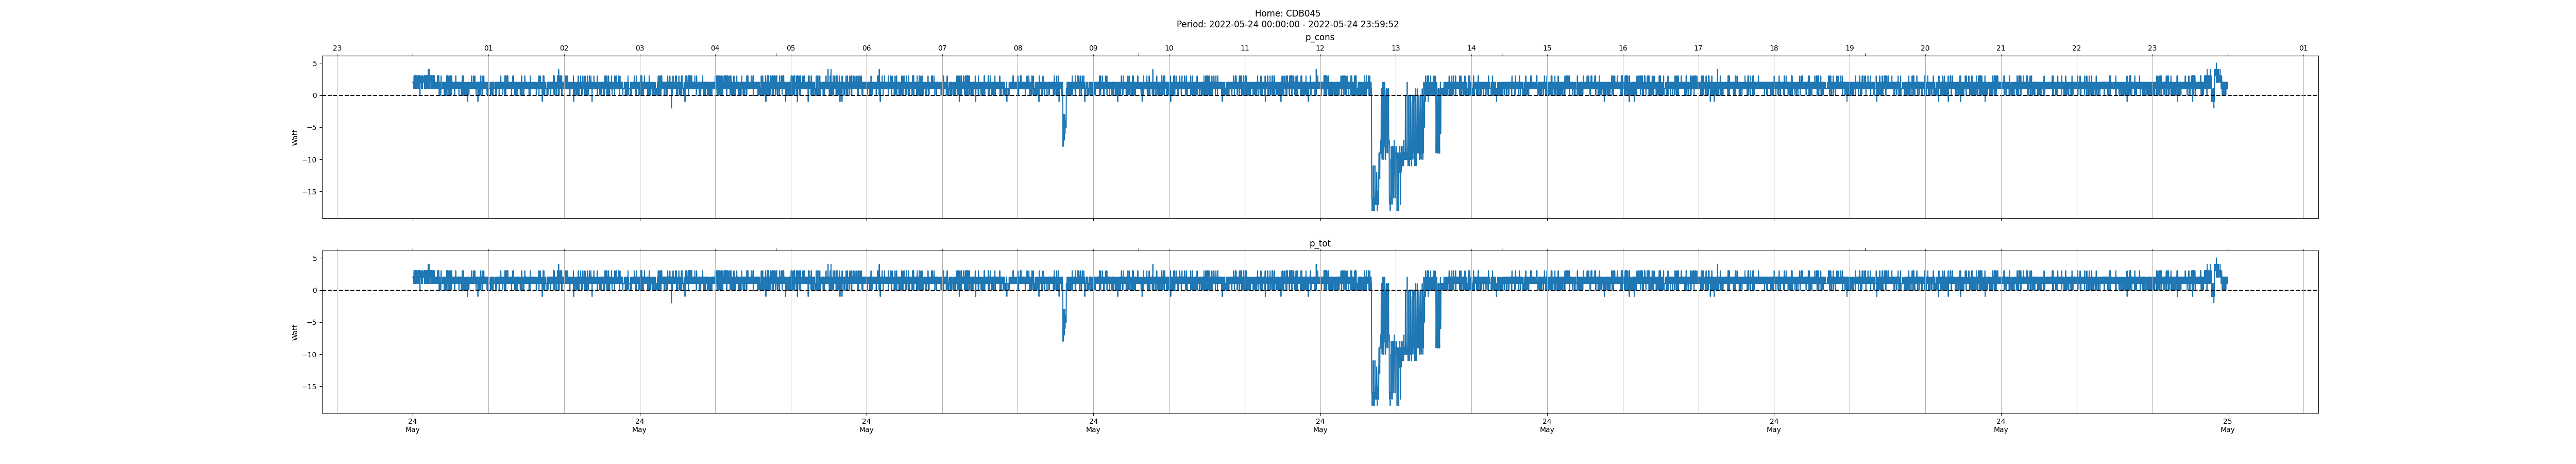 Home: CDB045
Period: 2022-05-24 00:00:00 - 2022-05-24 23:59:52
p_cons
23 01 02 03 04 05 06 07 08 09 10 11 12 13 14 15 16 17 18 19 20 21 22 23 01
5
0
−5
−10
−15
Watt
p_tot
5
0
−5
−10
−15
Watt
24 24 24 24 24 24 24 24 25
May May May May May May May May May